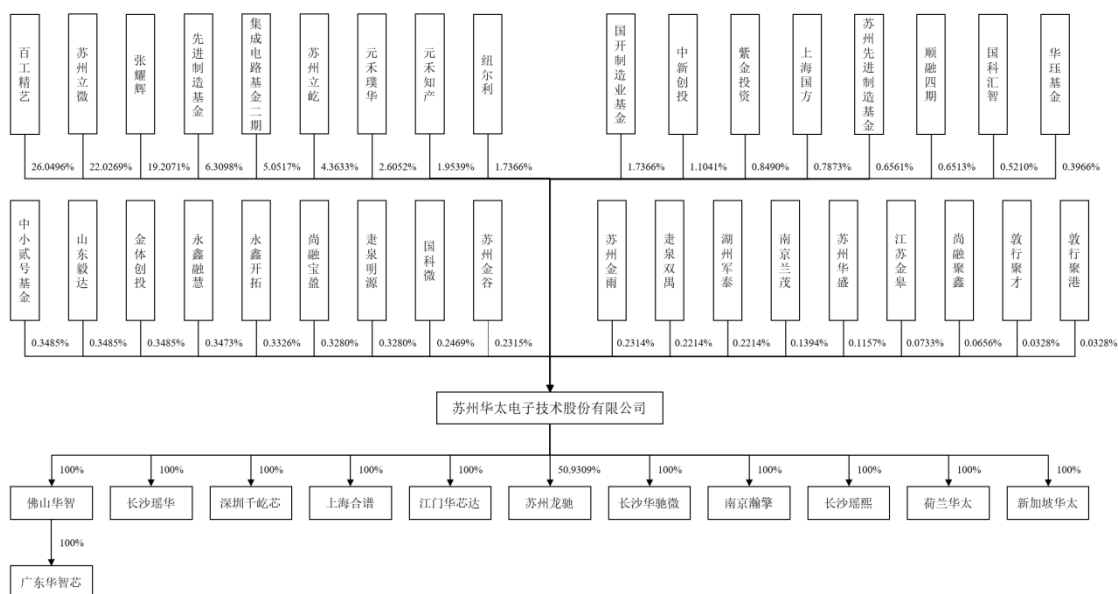 百工精艺
苏州立微
张耀辉
先进制造基金
集成电路基金二期
苏州立屹
元禾璞华
元禾知产
纽尔利
国开制造业基金
中新创投
紫金投资
上海国方
苏州先进制造基金
顺融四期
国科汇智
华珏基金
26.0496%
22.0269%
19.2071%
6.3098%
5.0517%
4.3633%
2.6052%
1.9539%
1.7366%
1.7366%
1.1041%
0.8490%
0.7873%
0.6561%
0.6513%
0.5210%
0.3966%
中小贰号基金
山东毅达
金体创投
永鑫融慧
永鑫开拓
尚融宝盈
疌泉明源
国科微
苏州金谷
苏州金雨
疌泉双禺
湖州军泰
南京兰茂
苏州华盛
江苏金皋
尚融聚鑫
敦行聚才
敦行聚港
0.3485%
0.3485%
0.3485%
0.3473%
0.3326%
0.3280%
0.3280%
0.2469%
0.2315%
0.2314%
0.2214%
0.2214%
0.1394%
0.1157%
0.0733%
0.0656%
0.0328%
0.0328%
苏州华太电子技术股份有限公司
100%
100%
100%
100%
100%
50.9309%
100%
100%
100%
100%
100%
佛山华智
长沙瑶华
深圳千屹芯
上海合谱
江门华芯达
苏州龙驰
长沙华驰微
南京瀚擎
长沙瑶熙
荷兰华太
新加坡华太
100%
广东华智芯